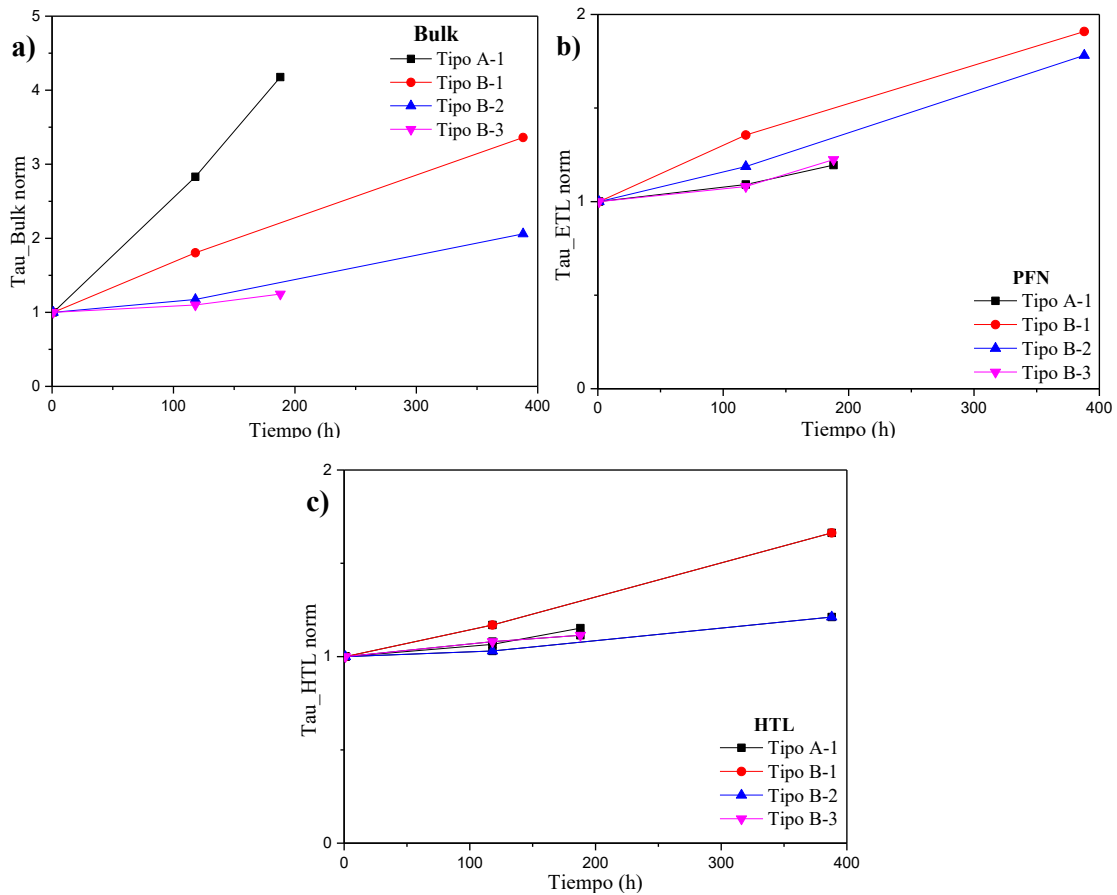 a)
Bulk
Tipo A-1
Tipo B-1
Tipo B-2
Tipo B-3
5
4
3
2
1
0
Tau_Bulk norm
0 100 200 300 400
Tiempo (h)
b)
2
1
0
Tau_ETL norm
PFN
Tipo A-1
Tipo B-1
Tipo B-2
Tipo B-3
0 100 200 300 400
Tiempo (h)
c)
2
1
0
Tau_HTL norm
HTL
Tipo A-1
Tipo B-1
Tipo B-2
Tipo B-3
0 100 200 300 400
Tiempo (h)